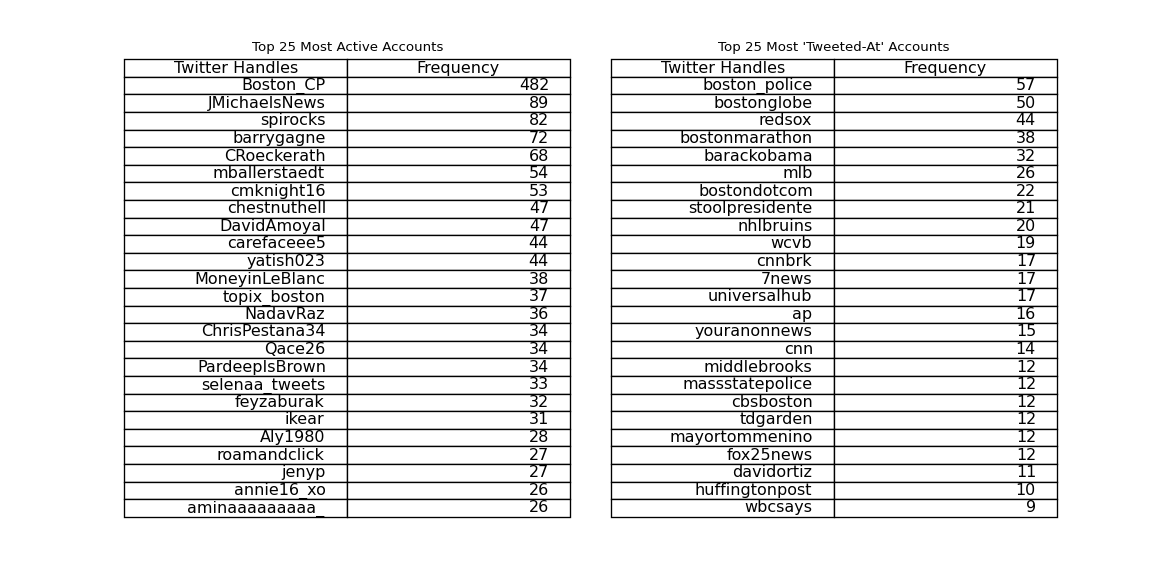 Top 25 Most Active Accounts
Twitter Handles Frequency
Boston_CP 482
JMichaelsNews 89
spirocks 82
barrygagne 72
CRoeckerath 68
mballerstaedt 54
cmknight16 53
chestnuthell 47
DavidAmoyal 47
carefaceee5 44
yatish023 44
MoneyinLeBlanc 38
topix_boston 37
NadavRaz 36
ChrisPestana34 34
Qace26 34
PardeepIsBrown 34
selenaa_tweets 33
feyzaburak 32
ikear 31
Aly1980 28
roamandclick 27
jenyp 27
annie16_xo 26
aminaaaaaaaaa_ 26
Top 25 Most 'Tweeted-At' Accounts
Twitter Handles Frequency
boston_police 57
bostonglobe 50
redsox 44
bostonmarathon 38
barackobama 32
mlb 26
bostondotcom 22
stoolpresidente 21
nhlbruins 20
wcvb 19
cnnbrk 17
7news 17
universalhub 17
ap 16
youranonnews 15
cnn 14
middlebrooks 12
massstatepolice 12
cbsboston 12
tdgarden 12
mayortommenino 12
fox25news 12
davidortiz 11
huffingtonpost 10
wbcsays 9